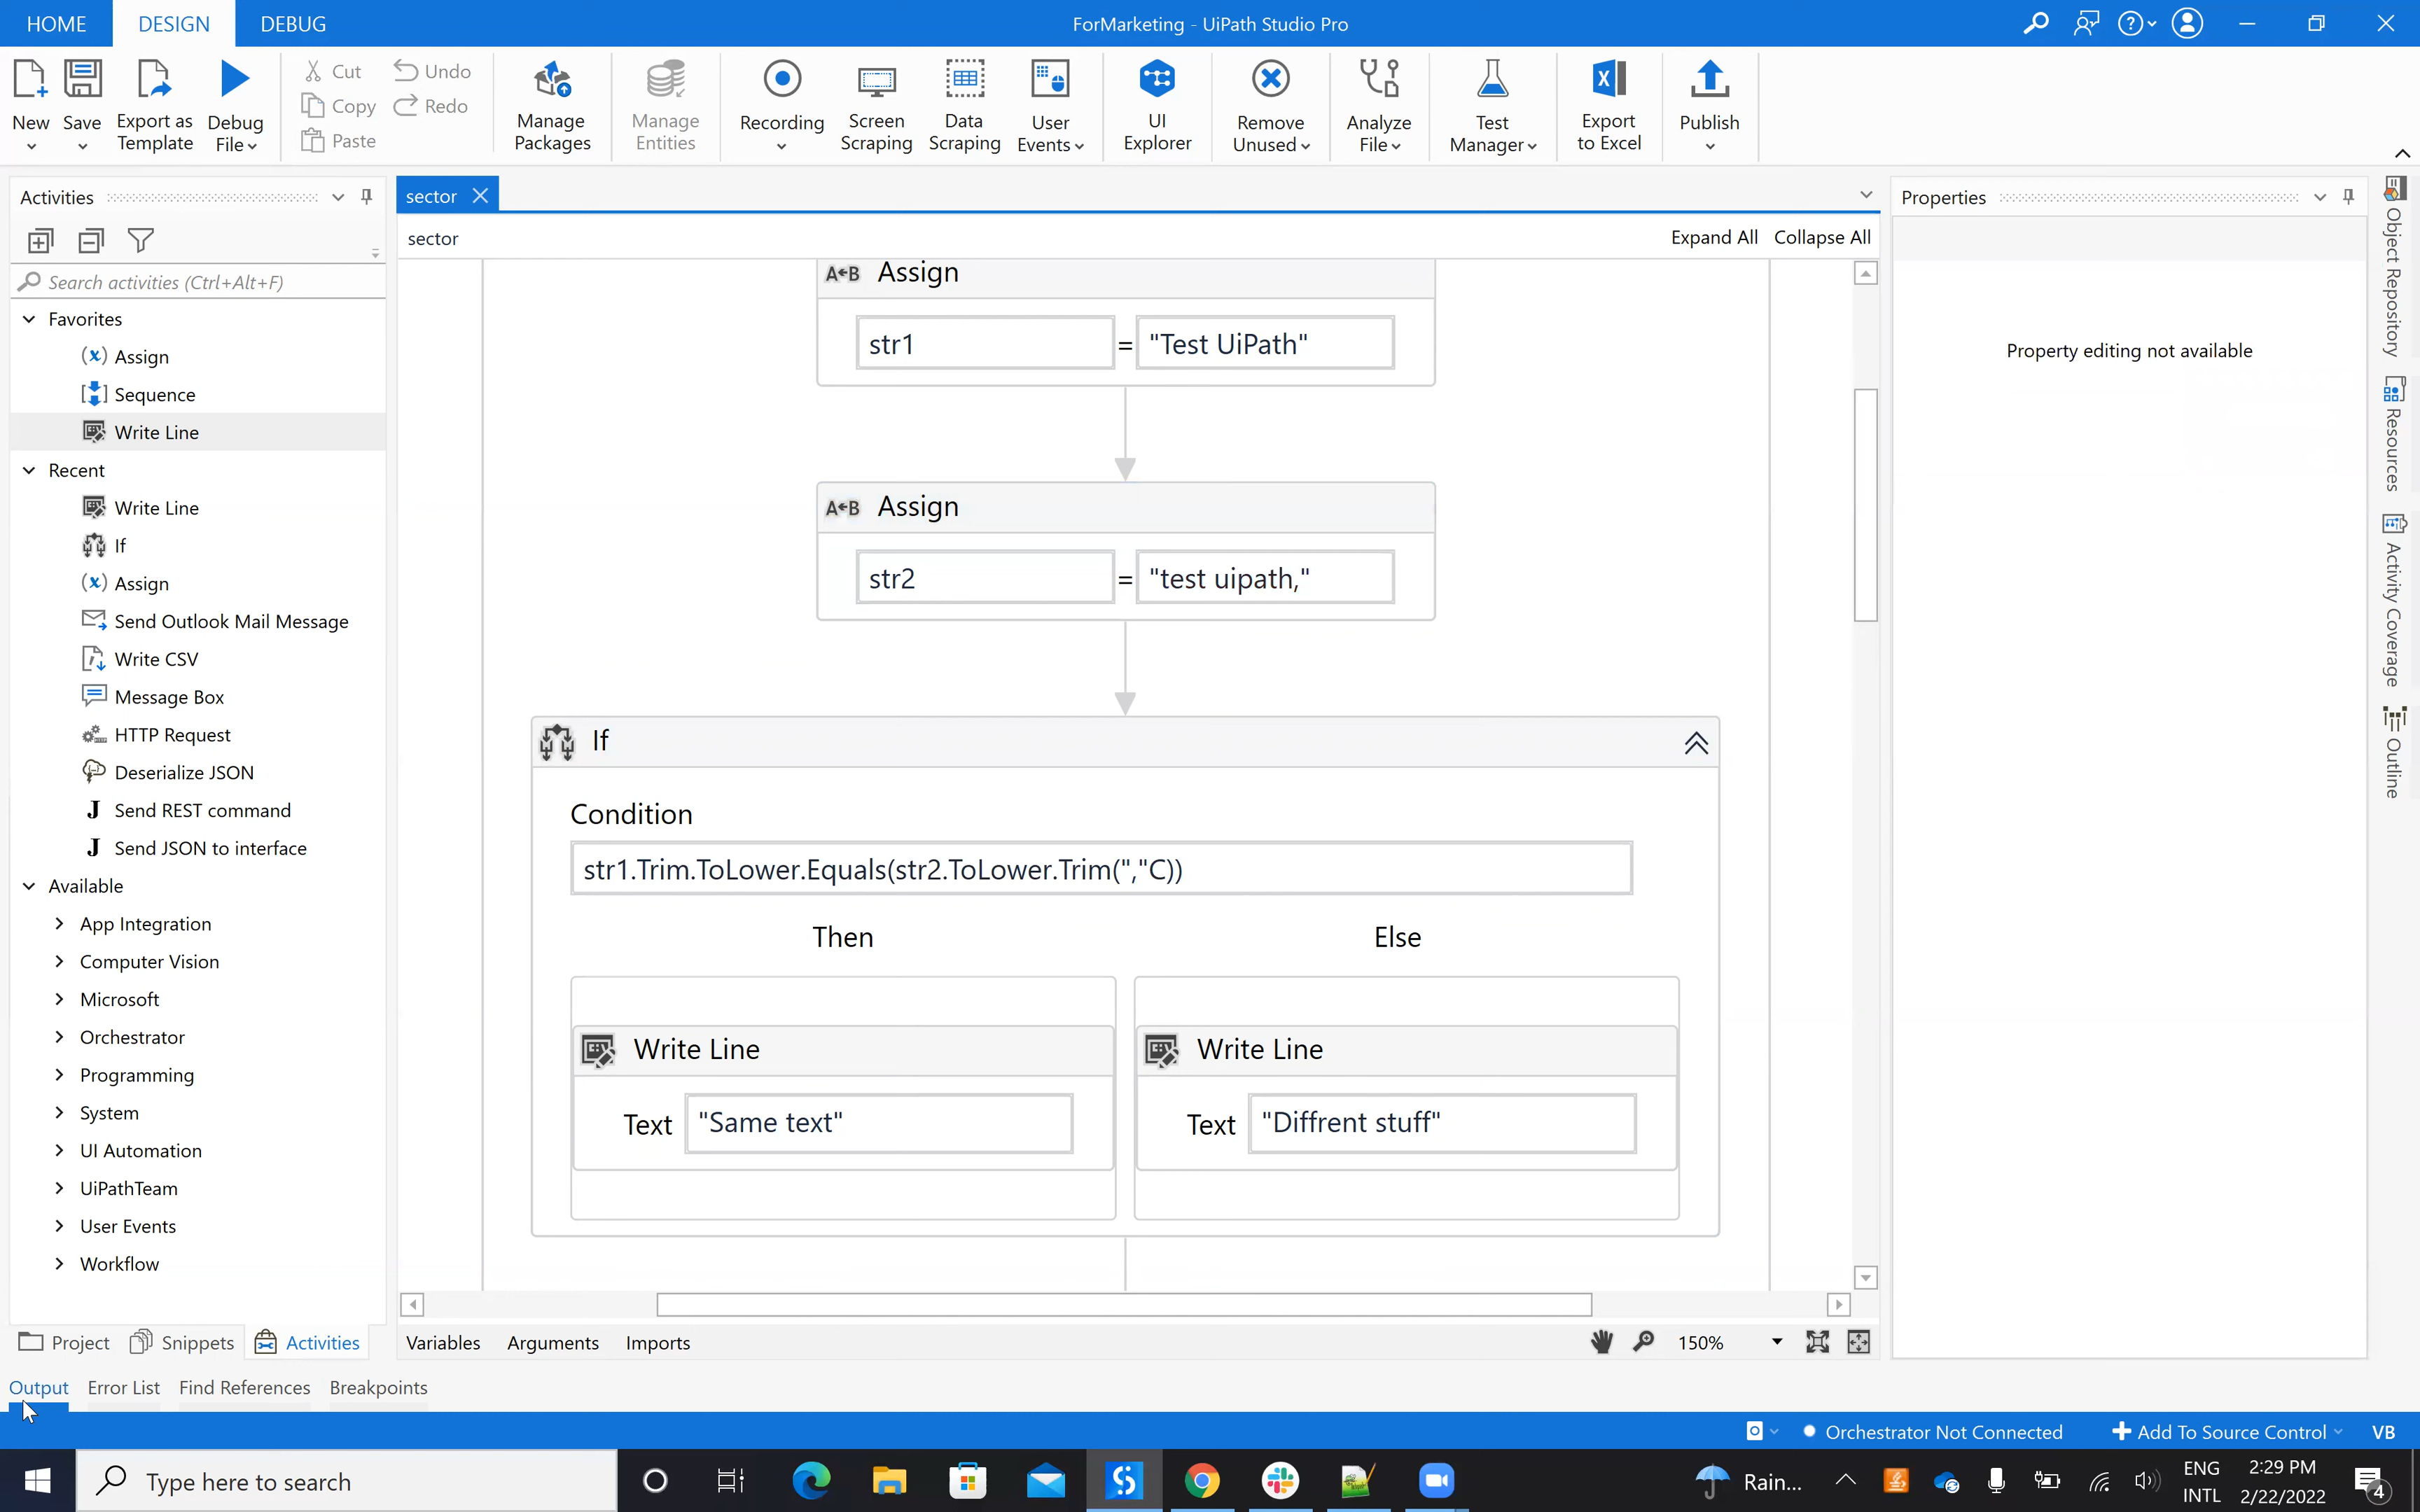 HOME DESIGN DEBUG ForMarketing - UiPath Studio Pro
New Save Export as Template Debug File Cut Copy Paste Undo Redo Manage Packages Manage Entities Recording Screen Scraping Data Scraping User Events UI Explorer Remove Unused Analyze File Test Manager Export to Excel Publish
Activities
Search activities (Ctrl+Alt+F)
Favorites
Assign
Sequence
Write Line
Recent
Write Line
If
Assign
Send Outlook Mail Message
Write CSV
Message Box
HTTP Request
Deserialize JSON
J Send REST command
J Send JSON to interface
Available
App Integration
Computer Vision
Microsoft
Orchestrator
Programming
System
UI Automation
UiPathTeam
User Events
Workflow
Project Snippets Activities
sector
sector Expand All Collapse All
A←B Assign
str1 = "Test UiPath"
A←B Assign
str2 = "test uipath,"
If
Condition
str1.Trim.ToLower.Equals(str2.ToLower.Trim(","C))
Then Else
Write Line Write Line
Text "Same text" Text "Diffrent stuff"
Variables Arguments Imports 150%
Properties
Property editing not available
Object Repository
Resources
Activity Coverage
Outline
Output Error List Find References Breakpoints
Orchestrator Not Connected Add To Source Control VB
Type here to search
Rain...
ENG
INTL
2:29 PM
2/22/2022
4